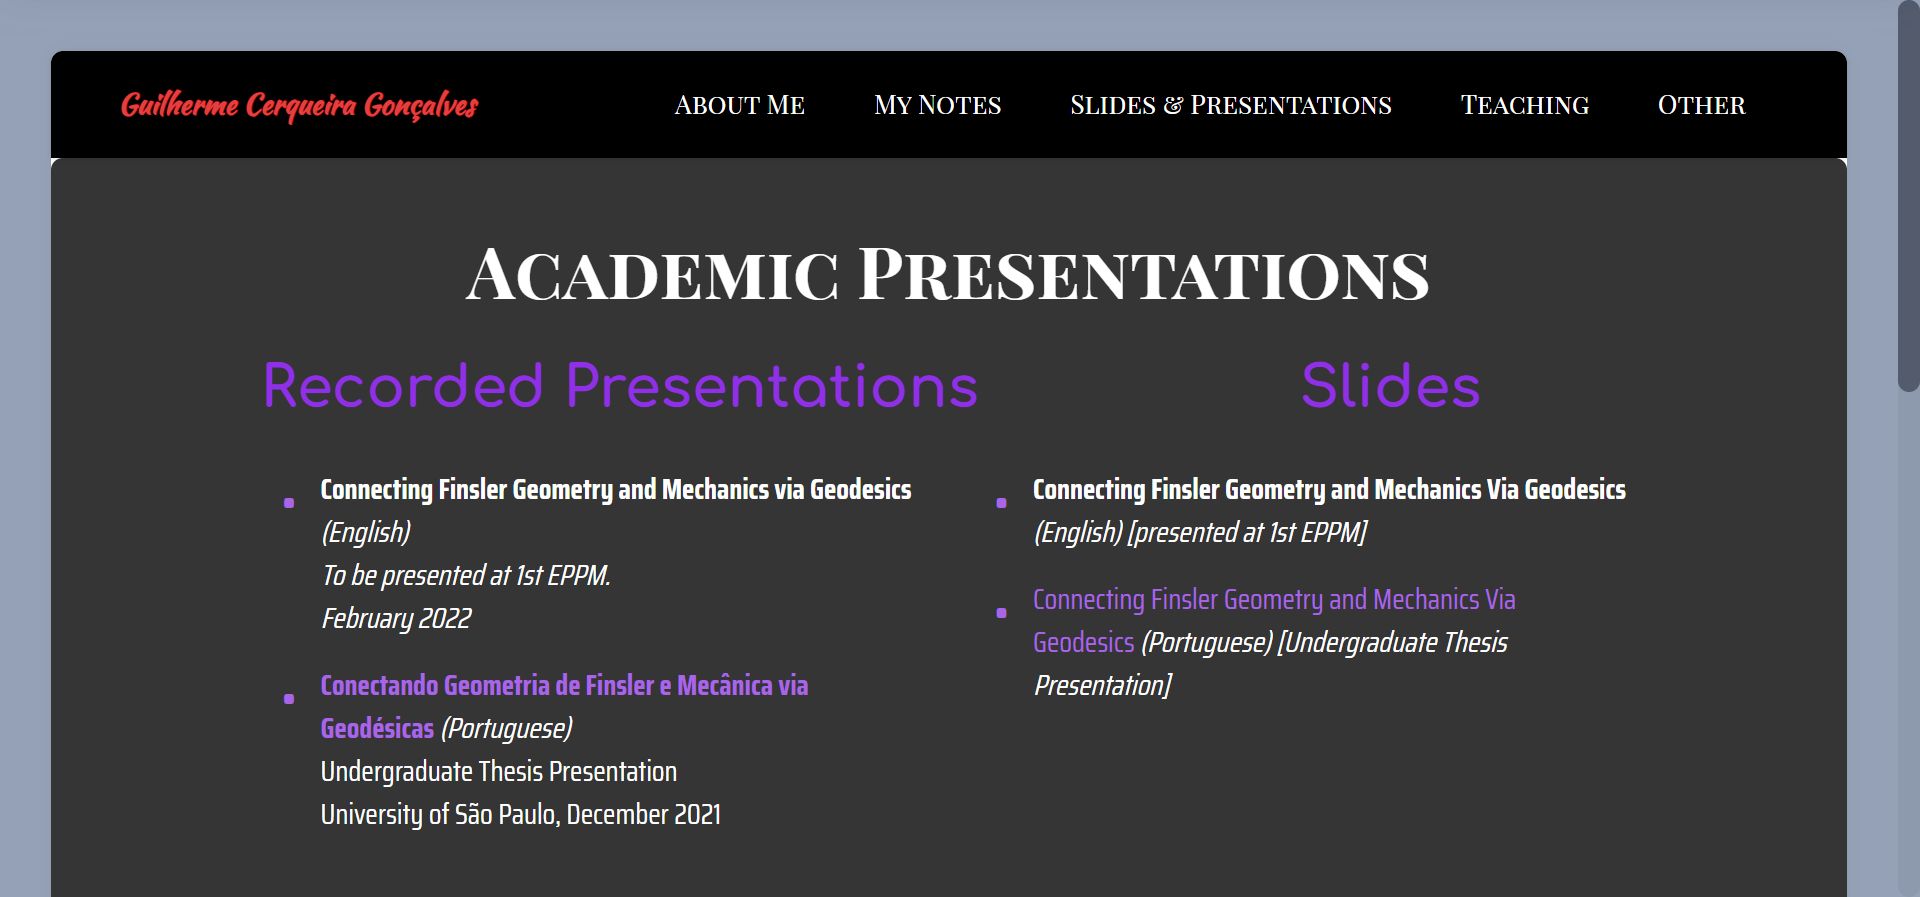 Guilherme Cerqueira Gonçalves
About Me
My Notes
Slides & Presentations
Teaching
Other
Academic Presentations
Recorded Presentations
Connecting Finsler Geometry and Mechanics via Geodesics
(English)
To be presented at 1st EPPM.
February 2022
Conectando Geometria de Finsler e Mecânica via
Geodésicas (Portuguese)
Undergraduate Thesis Presentation
University of São Paulo, December 2021
Slides
Connecting Finsler Geometry and Mechanics Via Geodesics
(English) [presented at 1st EPPM]
Connecting Finsler Geometry and Mechanics Via
Geodesics (Portuguese) [Undergraduate Thesis
Presentation]